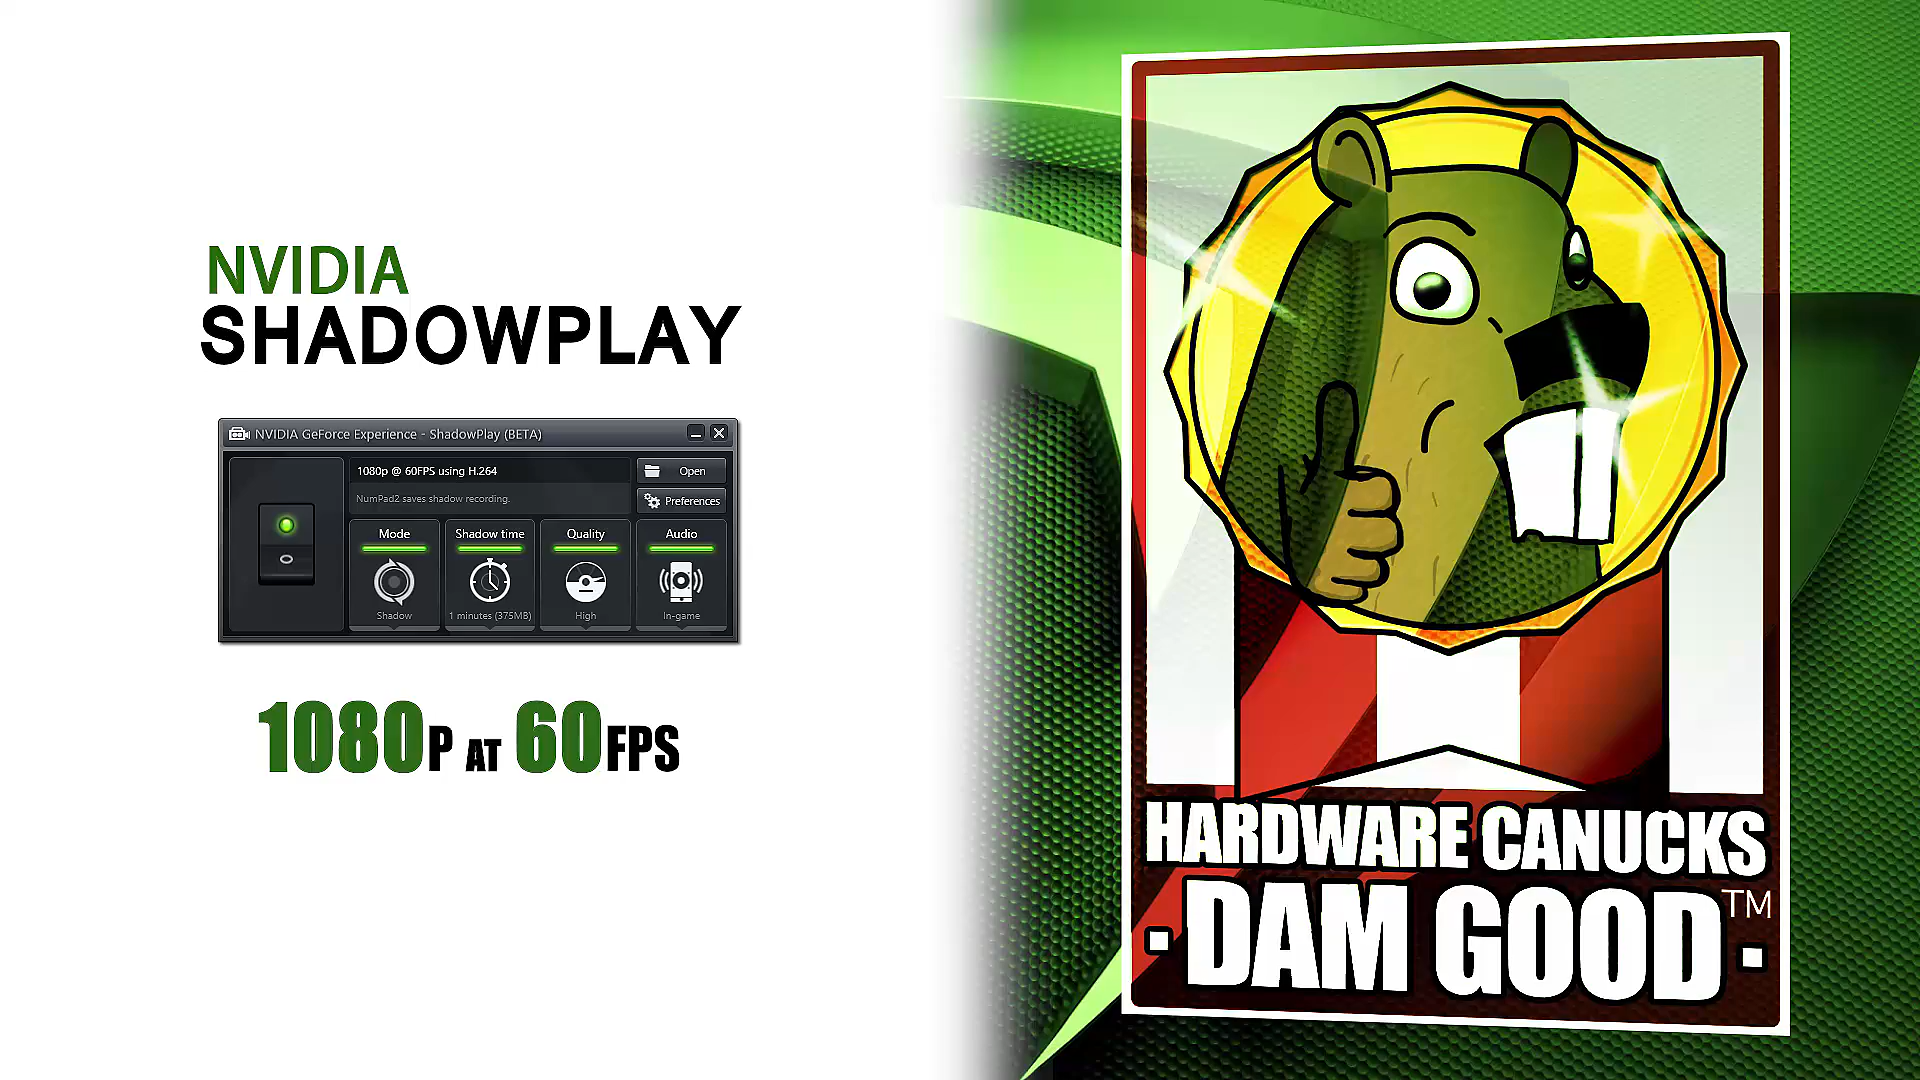 NVIDIA
SHADOWPLAY
NVIDIA GeForce Experience - ShadowPlay (BETA)
1080p @ 60FPS using H.264
Open
NumPad2 saves shadow recording.
Preferences
Mode
Shadow time
Quality
Audio
Shadow
1 minutes (375MB)
High
In-game
1080P AT 60FPS
HARDWARE CANUCKS
· DAM GOOD™ ·